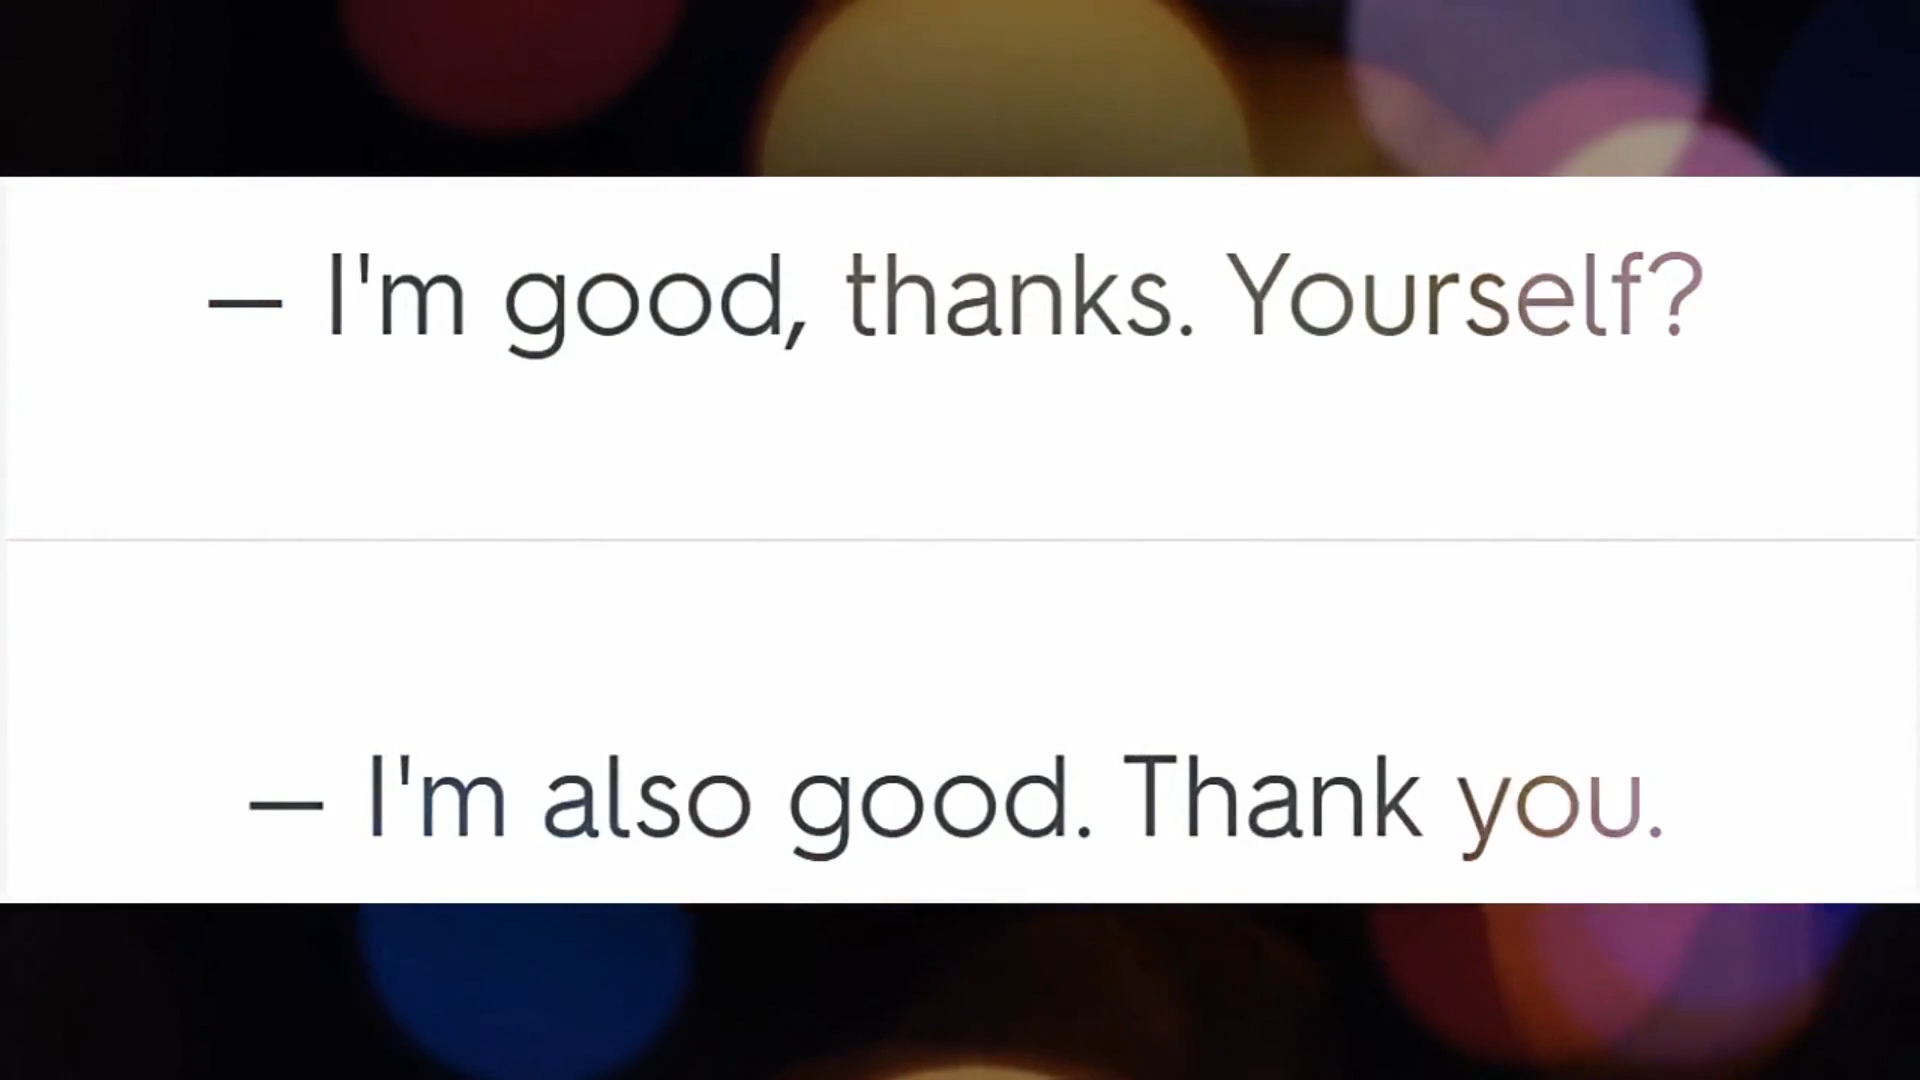 — I'm good, thanks. Yourself?
— I'm also good. Thank you.